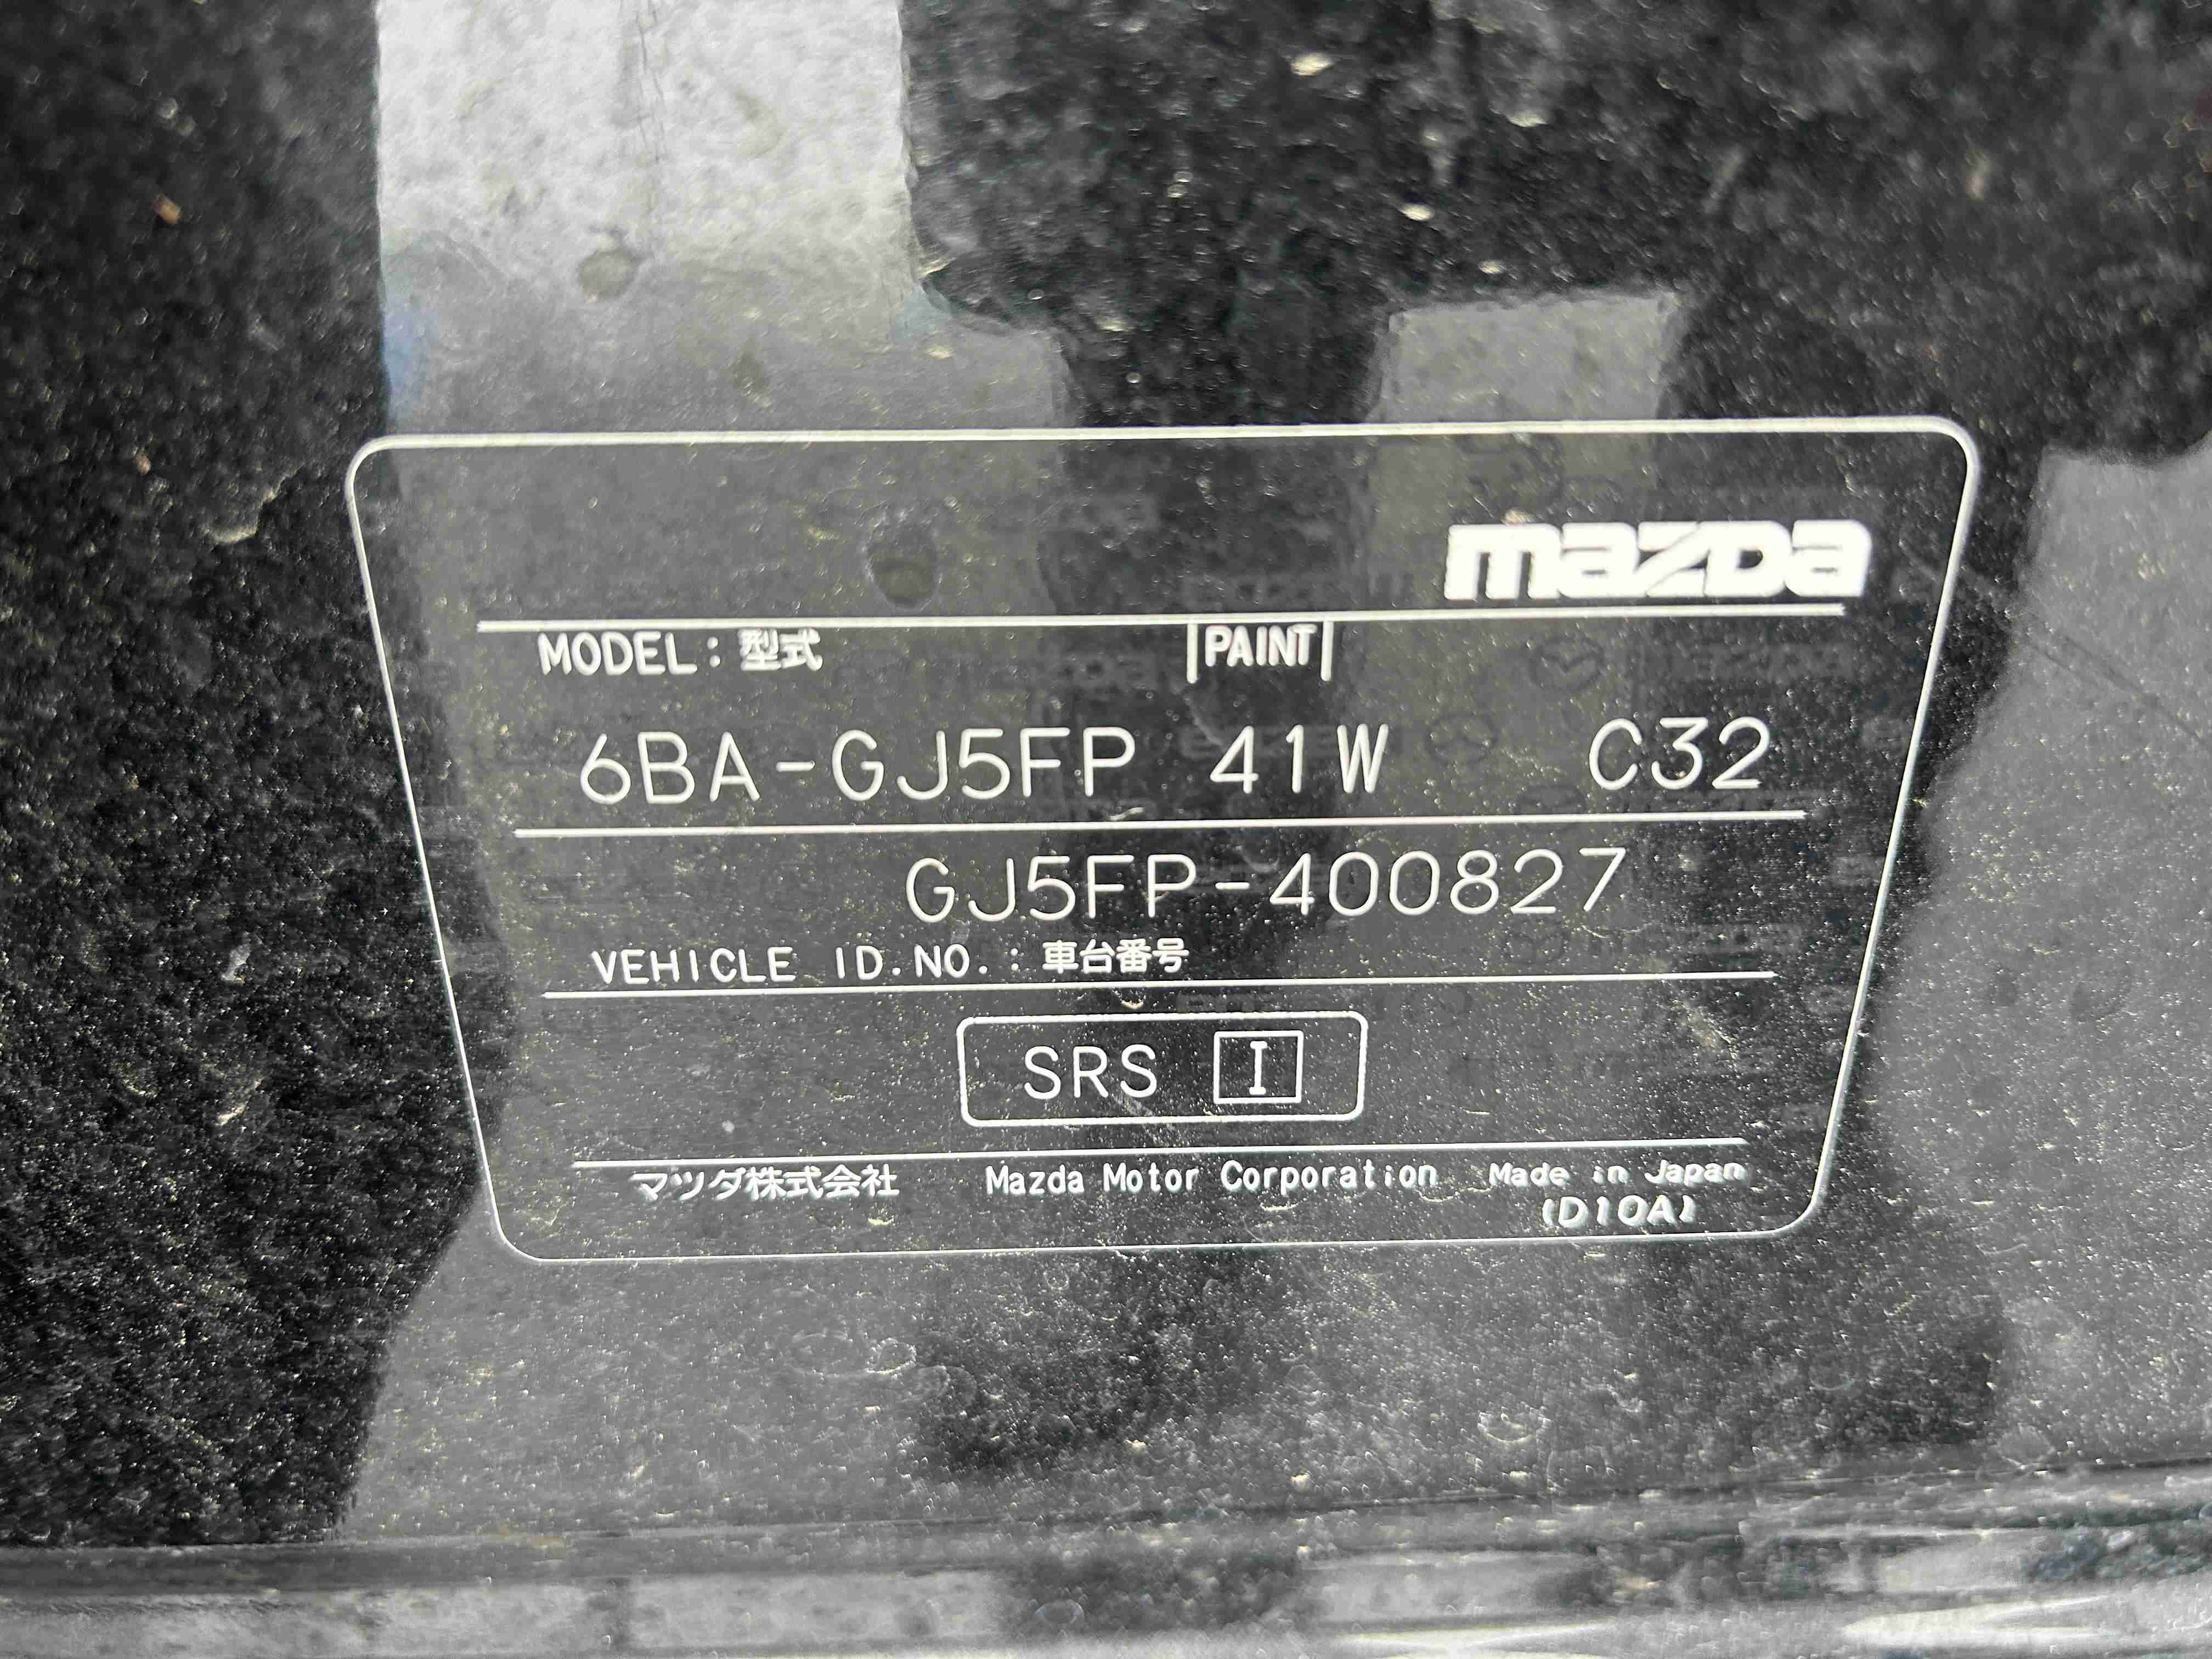 mazda
MODEL : 型式 PAINT
6BA-GJ5FP 41W C32
GJ5FP-400827
VEHICLE ID.NO. : 車台番号
SRS I
マツダ株式会社 Mazda Motor Corporation Made in Japan
(D10A)